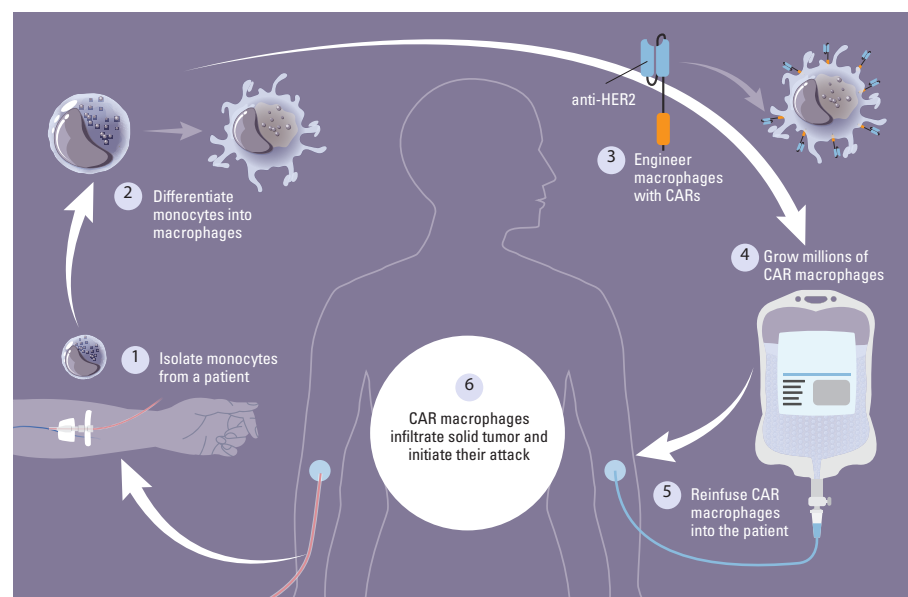 1
Isolate monocytes
from a patient
2
Differentiate
monocytes into
macrophages
anti-HER2
3
Engineer
macrophages
with CARs
4
Grow millions of
CAR macrophages
5
Reinfuse CAR
macrophages
into the patient
6
CAR macrophages
infiltrate solid tumor and
initiate their attack